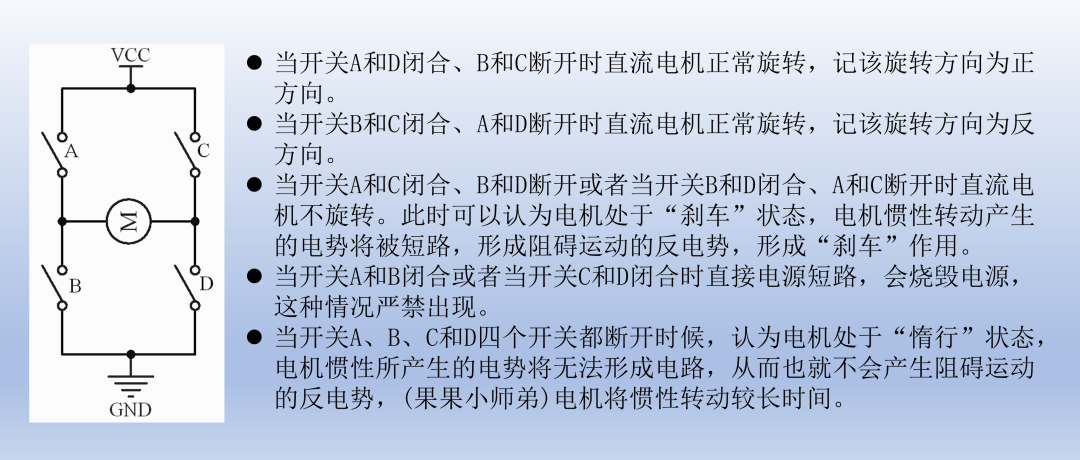 VCC
A
C
M
B
D
GND
● 当开关A和D闭合、B和C断开时直流电机正常旋转，记该旋转方向为正
方向。
● 当开关B和C闭合、A和D断开时直流电机正常旋转，记该旋转方向为反
方向。
● 当开关A和C闭合、B和D断开或者当开关B和D闭合、A和C断开时直流电
机不旋转。此时可以认为电机处于“刹车”状态，电机惯性转动产生
的电势将被短路，形成阻碍运动的反电势，形成“刹车”作用。
● 当开关A和B闭合或者当开关C和D闭合时直接电源短路，会烧毁电源，
这种情况严禁出现。
● 当开关A、B、C和D四个开关都断开时候，认为电机处于“惰行”状态，
电机惯性所产生的电势将无法形成电路，从而也就不会产生阻碍运动
的反电势，(果果小师弟)电机将惯性转动较长时间。